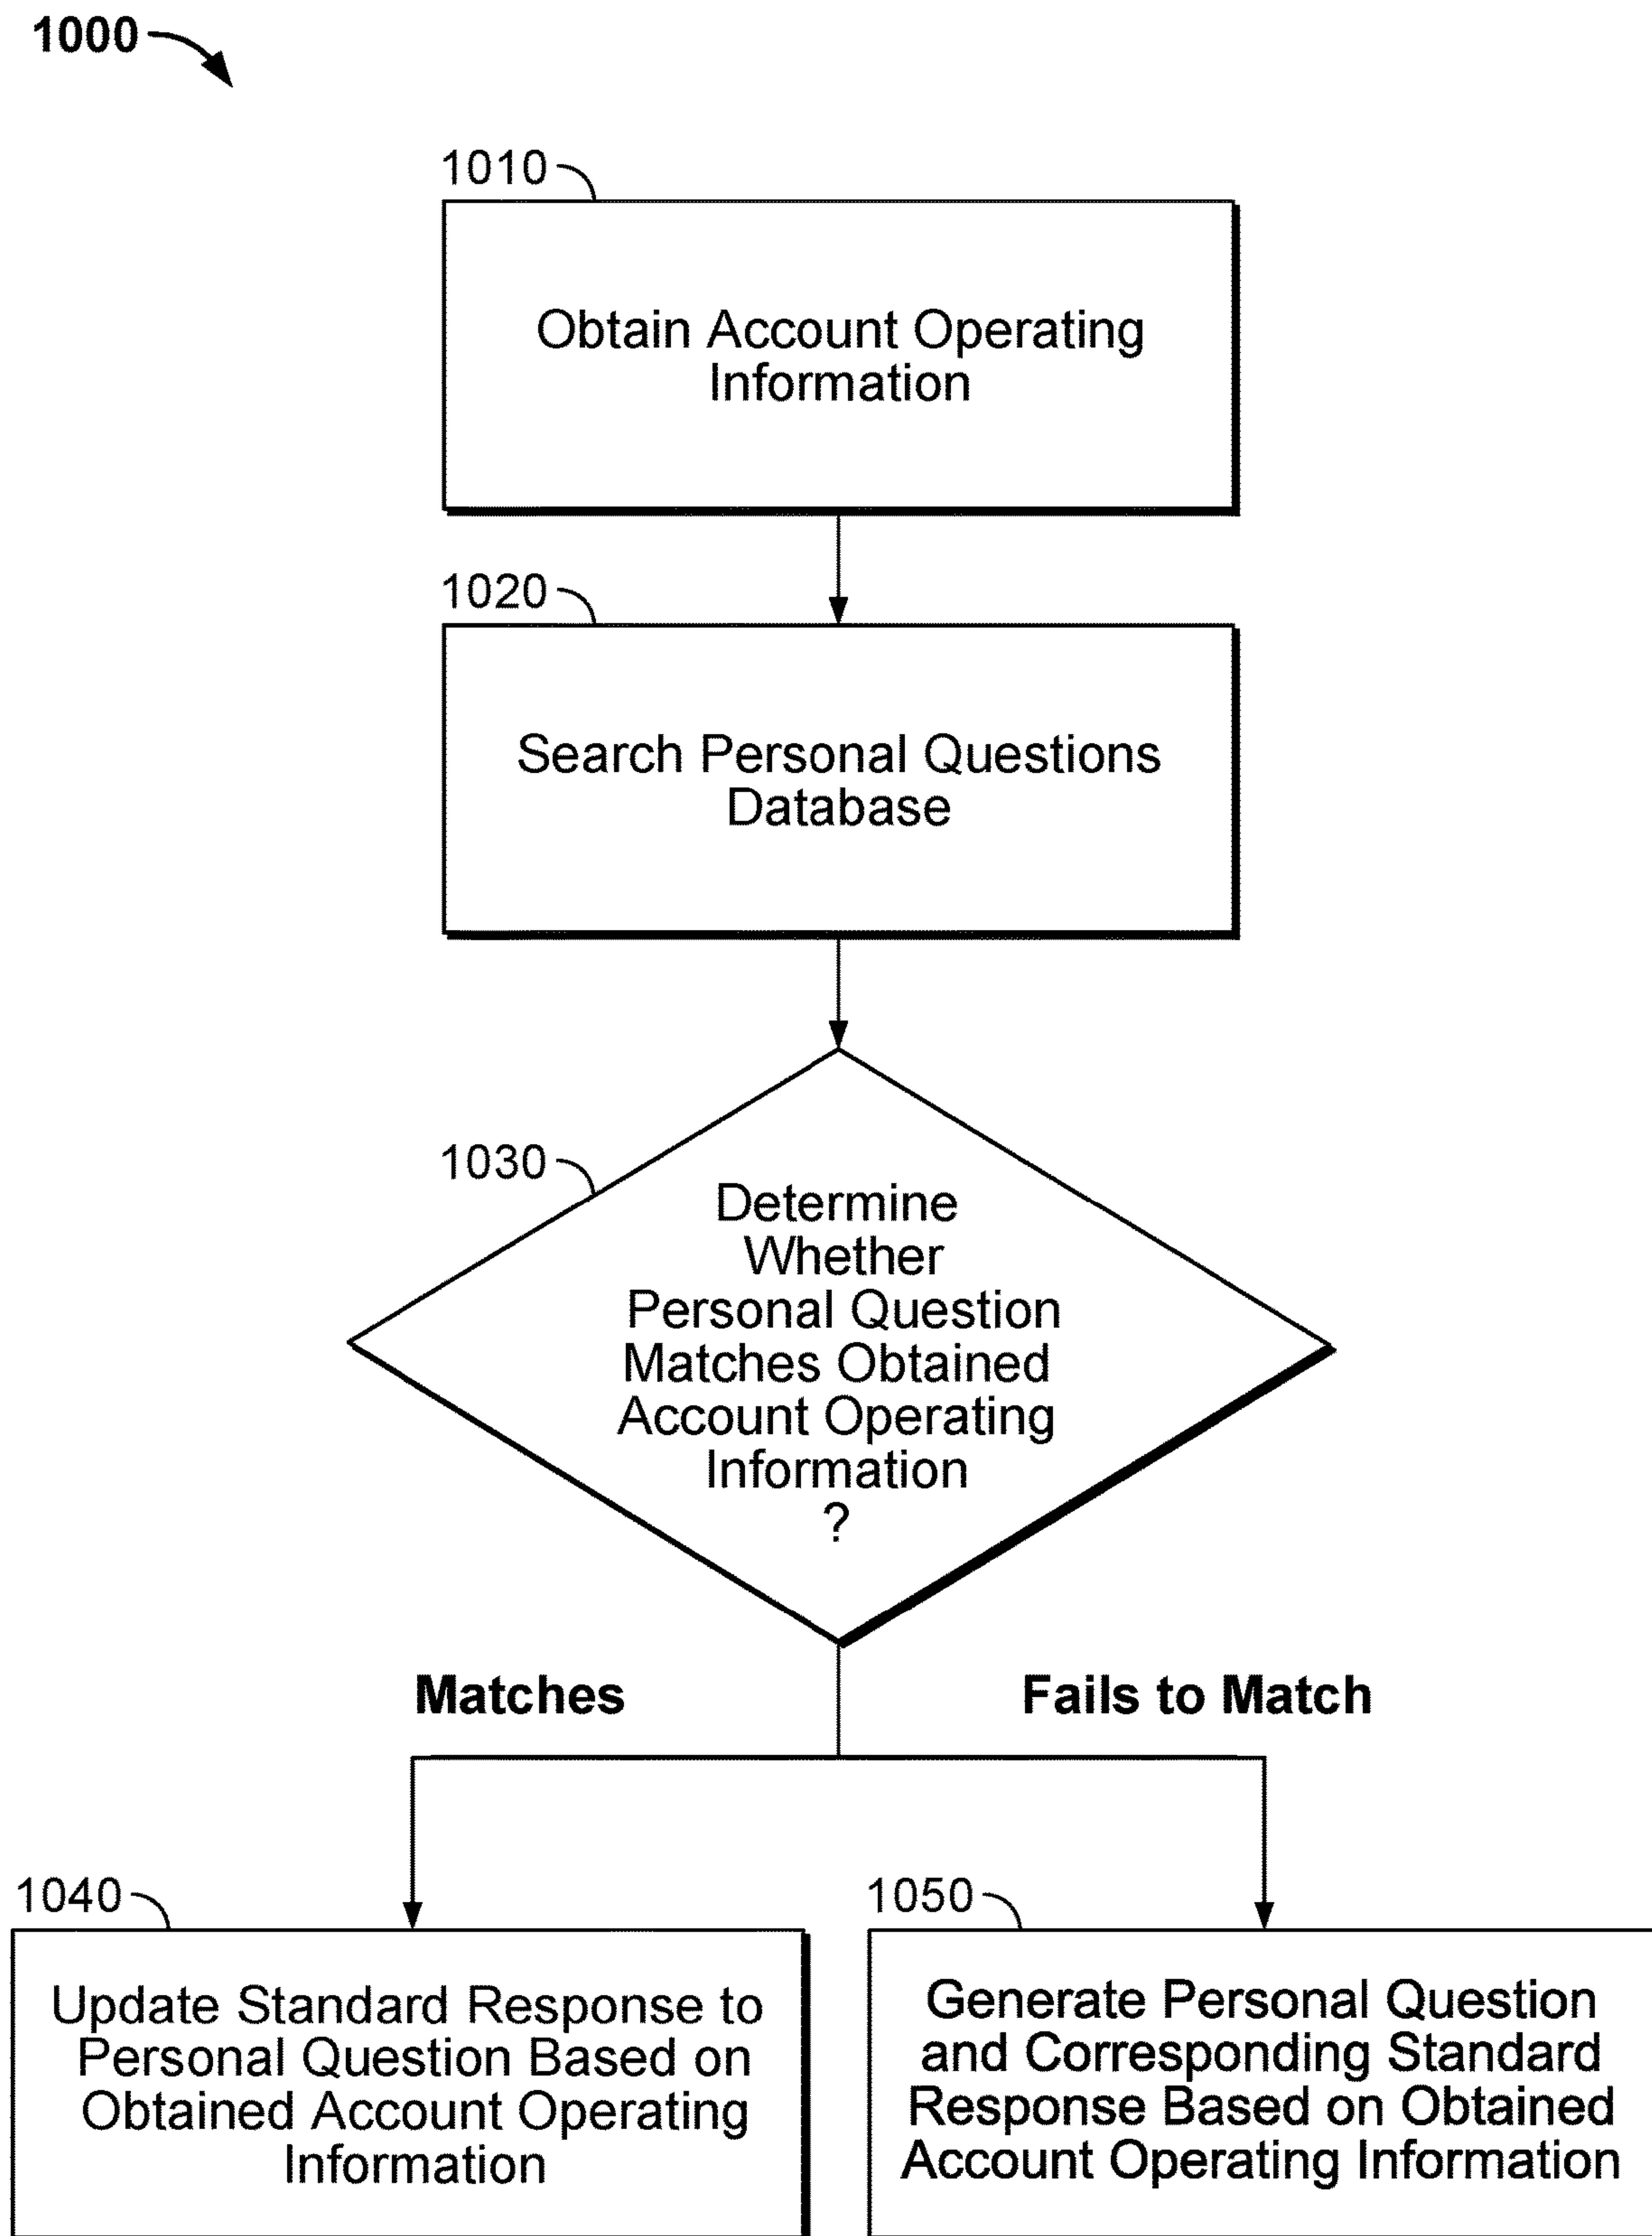 1000
1010
Obtain Account Operating
Information
1020
Search Personal Questions
Database
1030
Determine
Whether
Personal Question
Matches Obtained
Account Operating
Information
?
Matches
Fails to Match
1040
Update Standard Response to
Personal Question Based on
Obtained Account Operating
Information
1050
Generate Personal Question
and Corresponding Standard
Response Based on Obtained
Account Operating Information